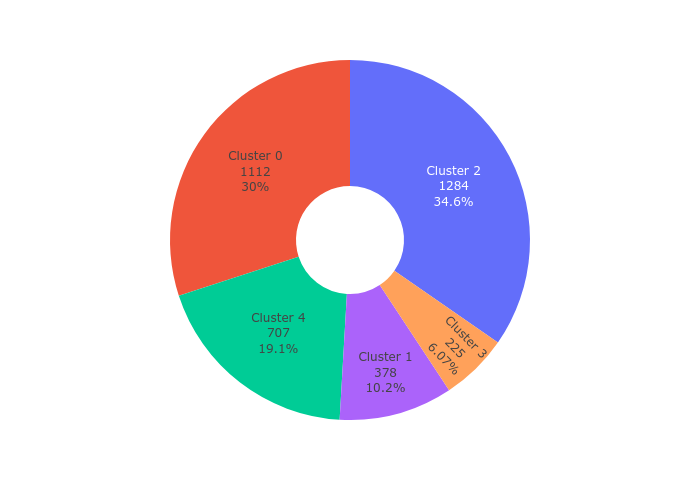 Cluster 0
1112
30%
Cluster 2
1284
34.6%
Cluster 4
707
19.1%
Cluster 1
378
10.2%
Cluster 3
225
6.07%